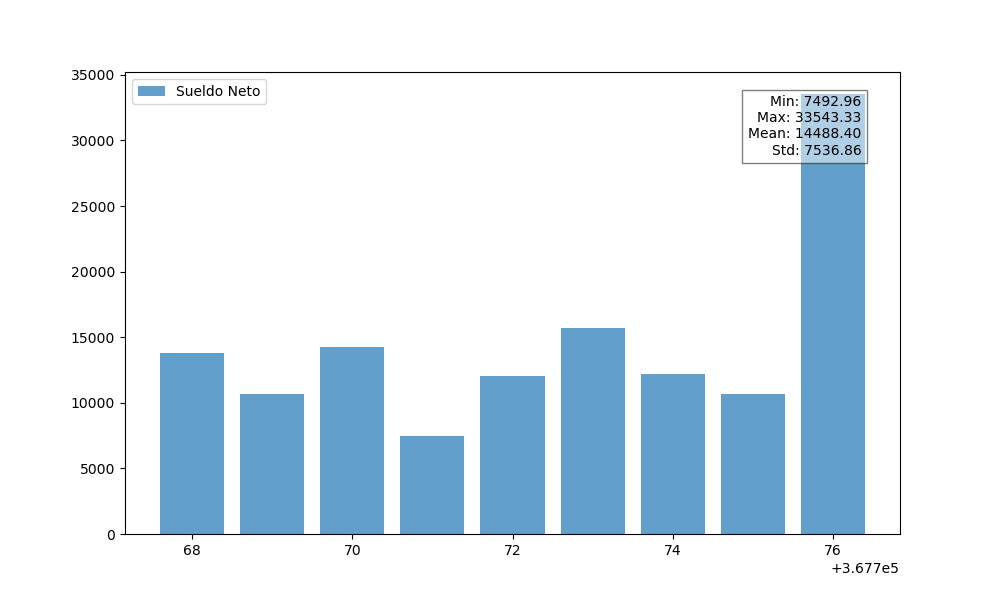 35000
30000
25000
20000
15000
10000
5000
0
Sueldo Neto
Min: 7492.96
Max: 33543.33
Mean: 14488.40
Std: 7536.86
68 70 72 74 76
+3.677e5